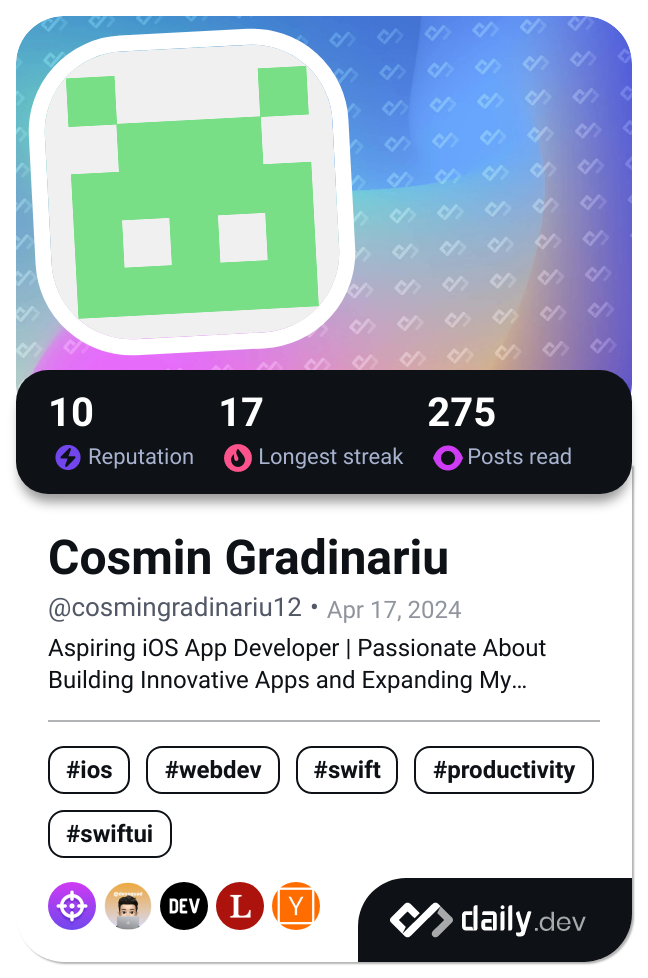 10 17 275
Reputation Longest streak Posts read
Cosmin Gradinariu
@cosmingradinariu12 • Apr 17, 2024
Aspiring iOS App Developer | Passionate About
Building Innovative Apps and Expanding My…
#ios #webdev #swift #productivity
#swiftui
DEV L Y
daily.dev